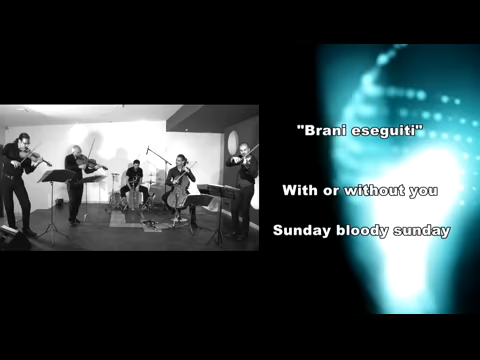 "Brani eseguiti"
With or without you
Sunday bloody sunday